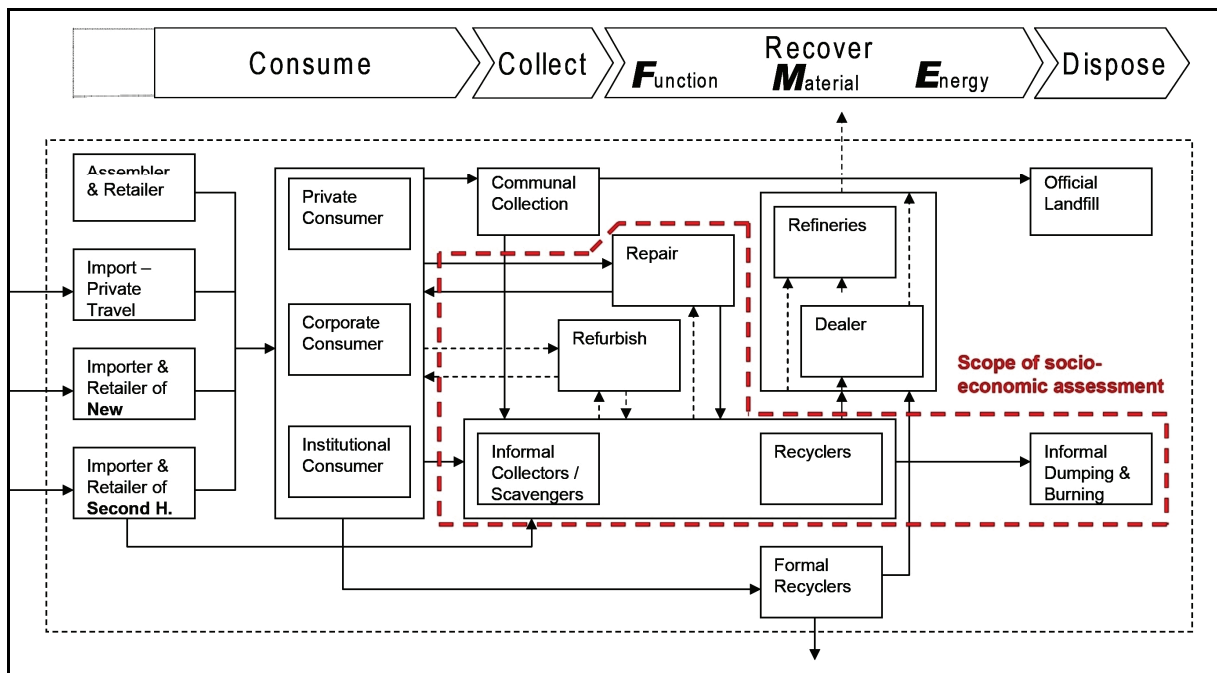 Consume
Collect
Recover
Function Material Energy
Dispose
Assembler
& Retailer
Import –
Private
Travel
Importer &
Retailer of
New
Importer &
Retailer of
Second H.
Private
Consumer
Corporate
Consumer
Institutional
Consumer
Communal
Collection
Repair
Refurbish
Informal
Collectors /
Scavengers
Recyclers
Refineries
Dealer
Formal
Recyclers
Official
Landfill
Scope of socio-
economic assessment
Informal
Dumping &
Burning